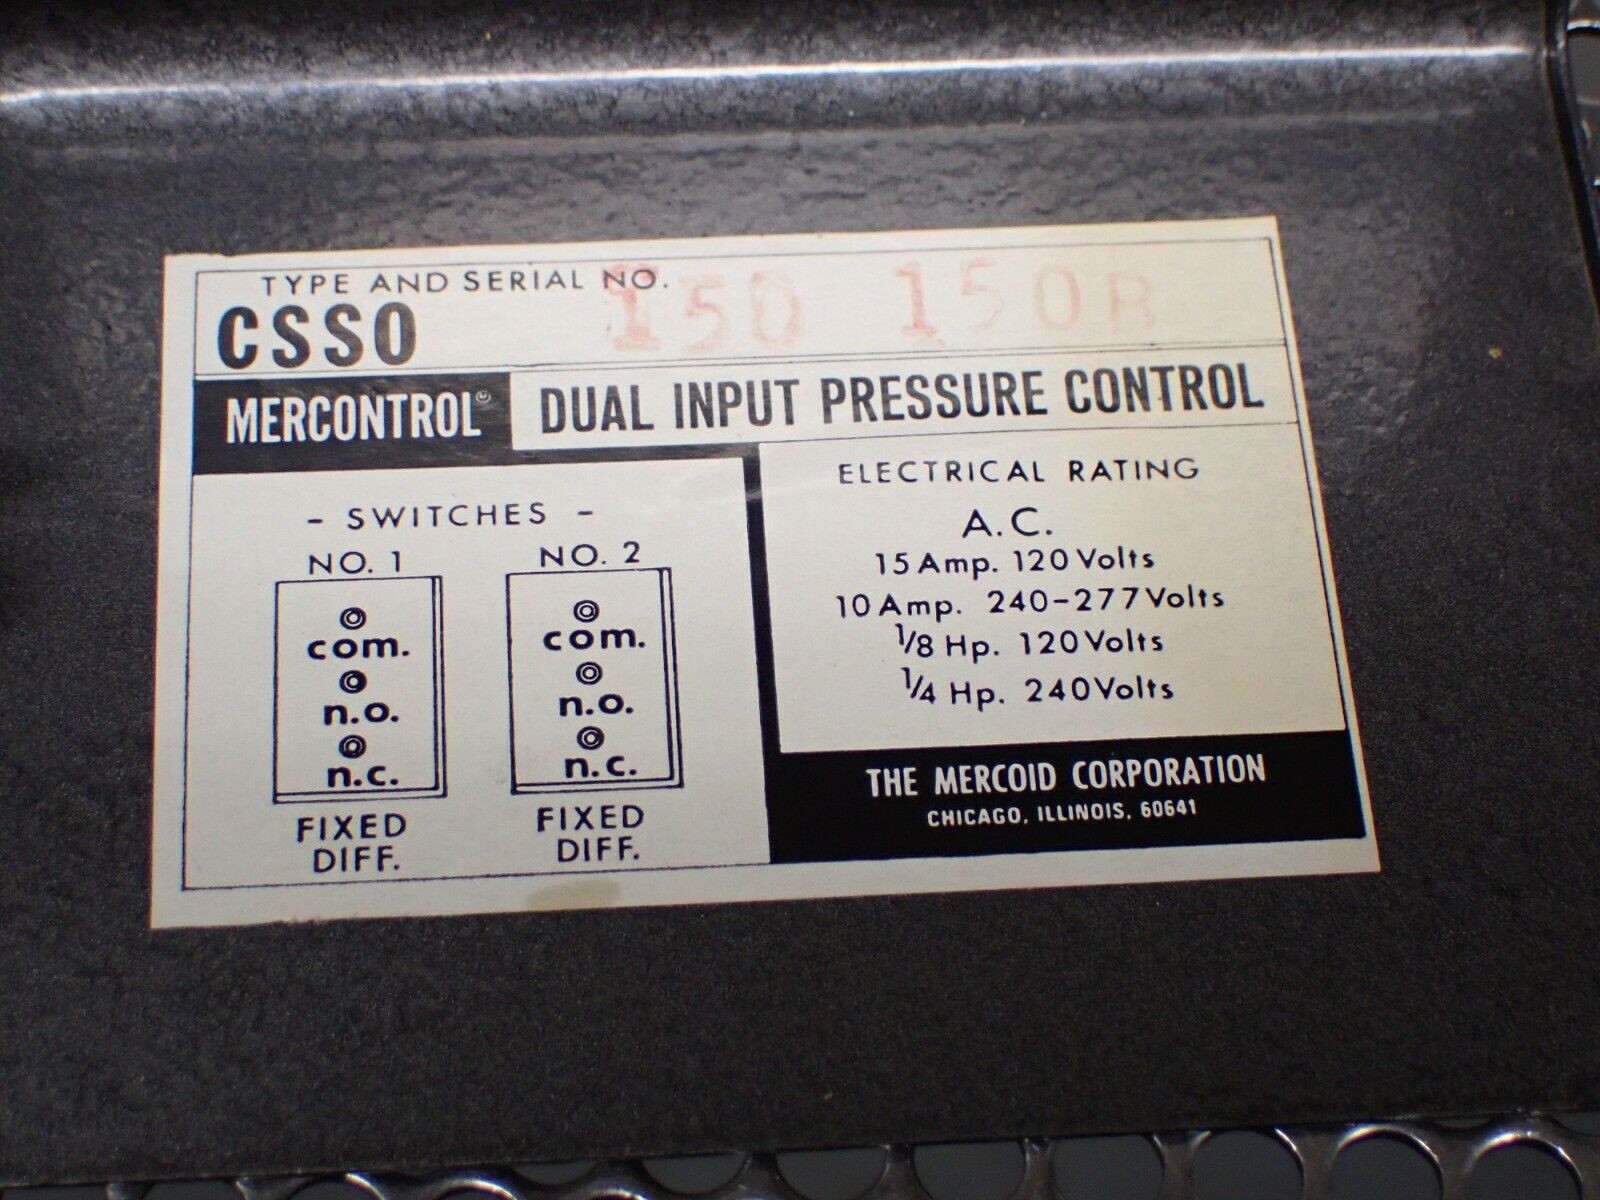 TYPE AND SERIAL NO.
150 150B
CSSO
MERCONTROL® DUAL INPUT PRESSURE CONTROL
- SWITCHES -
NO. 1
com.
n.o.
n.c.
FIXED
DIFF.
NO. 2
com.
n.o.
n.c.
FIXED
DIFF.
ELECTRICAL RATING
A.C.
15 Amp. 120 Volts
10 Amp. 240-277 Volts
1/8 Hp. 120 Volts
1/4 Hp. 240 Volts
THE MERCOID CORPORATION
CHICAGO, ILLINOIS, 60641